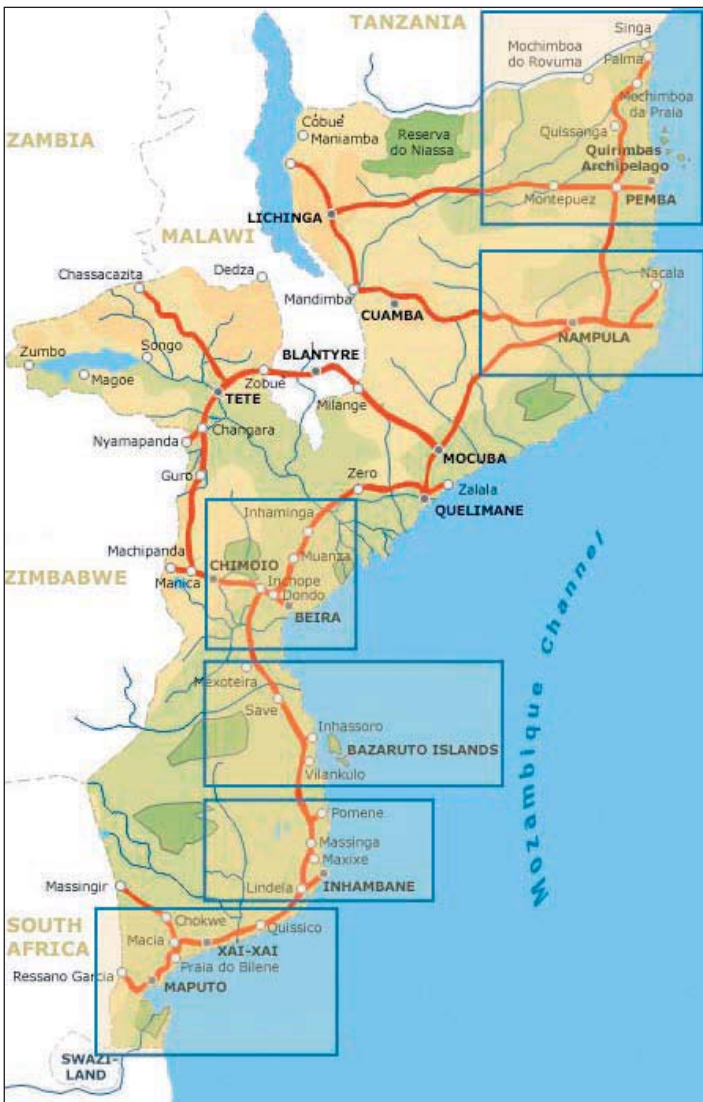 TANZANIA
Singa
Palma
Mochimboa
do Rovuma
Mochimboa
da Praia
Cóbué
Maniamba
Reserva
do Niassa
Quissanga
ZAMBIA
Quirimbas
Archipelago
LICHINGA
Montepuez
PEMBA
MALAWI
Dedza
Chassacazita
Mandimba
Nacala
CUAMBA
NAMPULA
Zumbo
Songo
BLANTYRE
Magoe
Zobué
Milange
TETE
Changara
Nyamapanda
MOCUBA
Guro
Zero
Zalala
QUELIMANE
Inhaminga
Machipanda
Muanza
ZIMBABWE
CHIMOIO
Manica
Inchope
Dondo
BEIRA
Mozambique Channel
Mexoteira
Save
Inhassoro
BAZARUTO ISLANDS
Vilankulo
Pomene
Massinga
Maxixe
Massingir
Lindela
INHAMBANE
SOUTH
AFRICA
Chokwe
Quissico
Macia
XAI-XAI
Praia do Bilene
Ressano Garcia
MAPUTO
SWAZI-
LAND